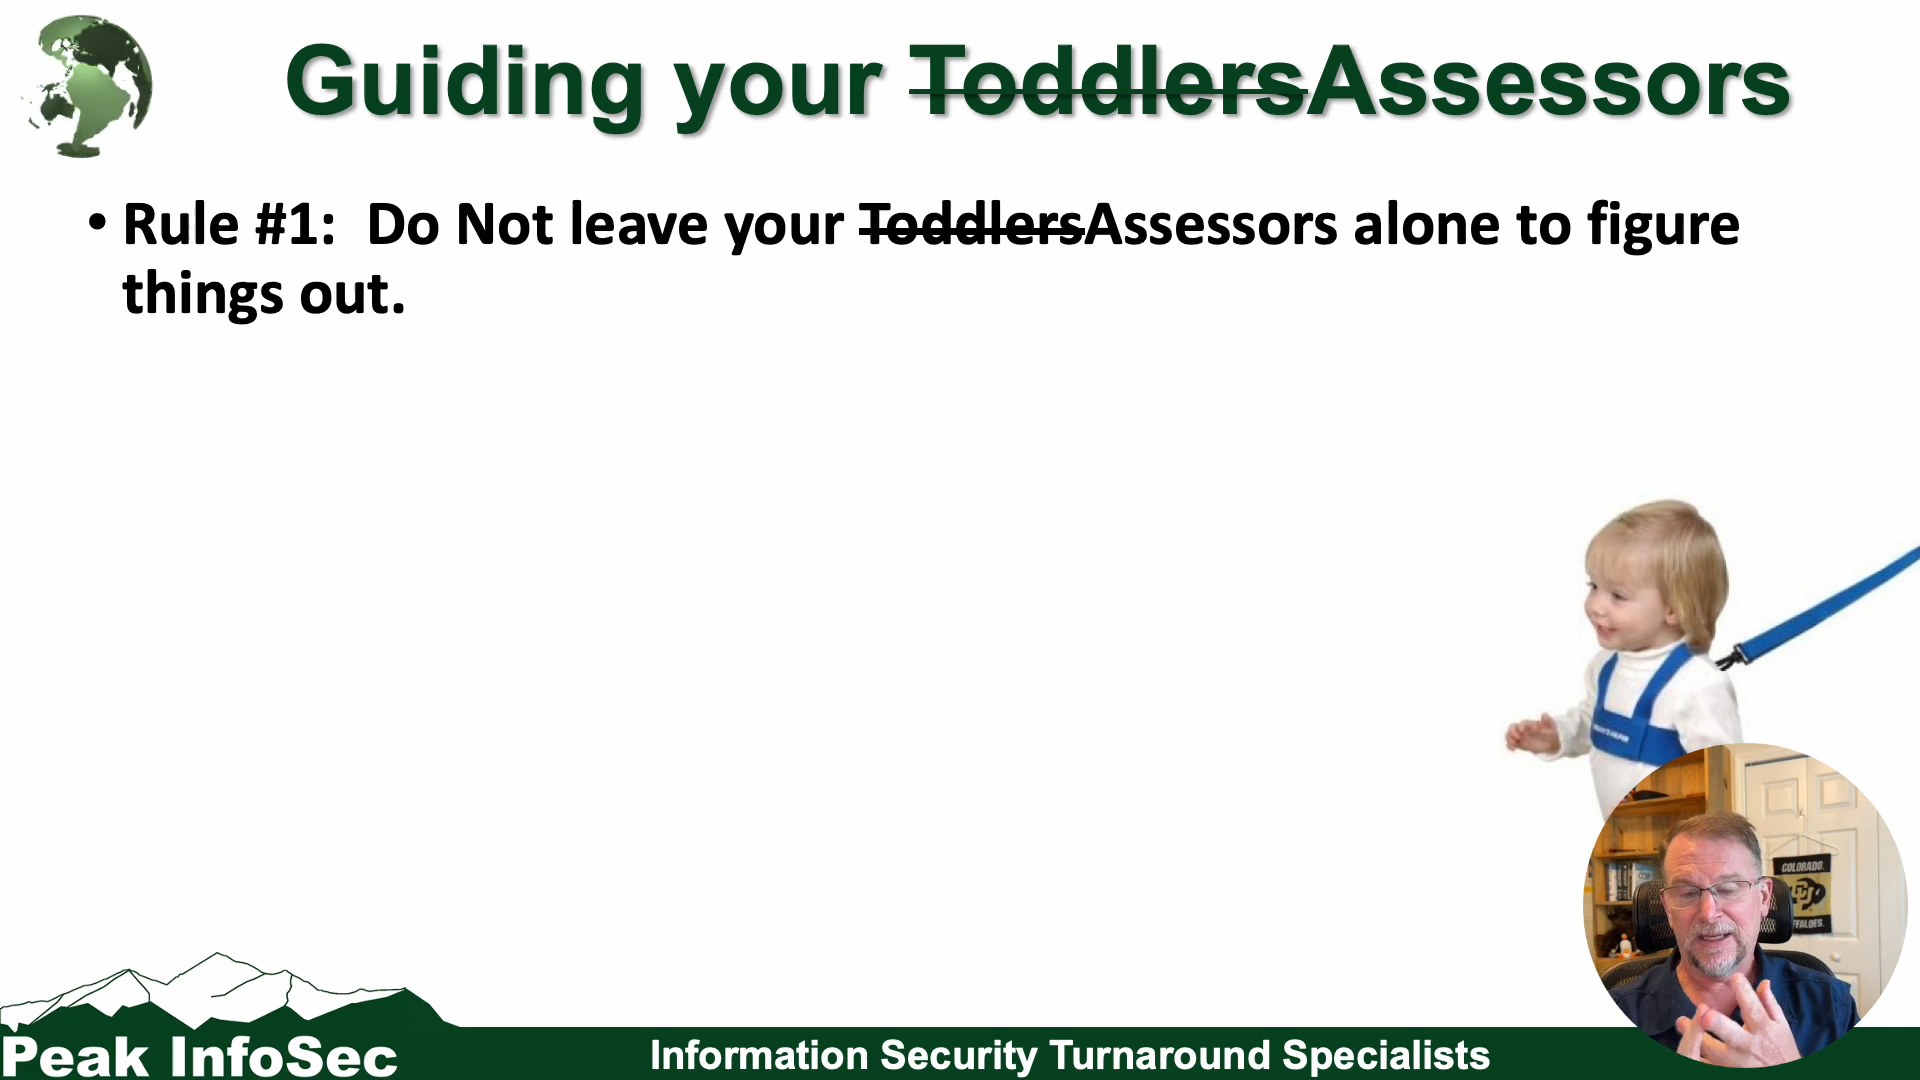 Guiding your ToddlersAssessors
• Rule #1: Do Not leave your ToddlersAssessors alone to figure
things out.
COLORADO
Peak InfoSec
Information Security Turnaround Specialists